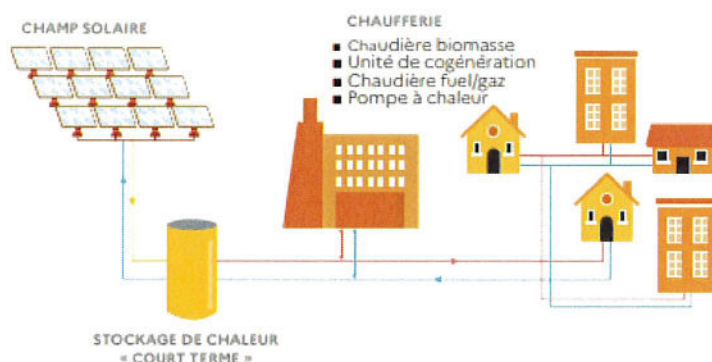 CHAMP SOLAIRE
CHAUFFERIE
Chaudière biomasse
Unité de cogénération
Chaudière fuel/gaz
Pompe à chaleur
STOCKAGE DE CHALEUR
« COURT TERME »